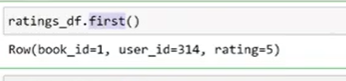 ratings_df.first()
Row(book_id=1, user_id=314, rating=5)